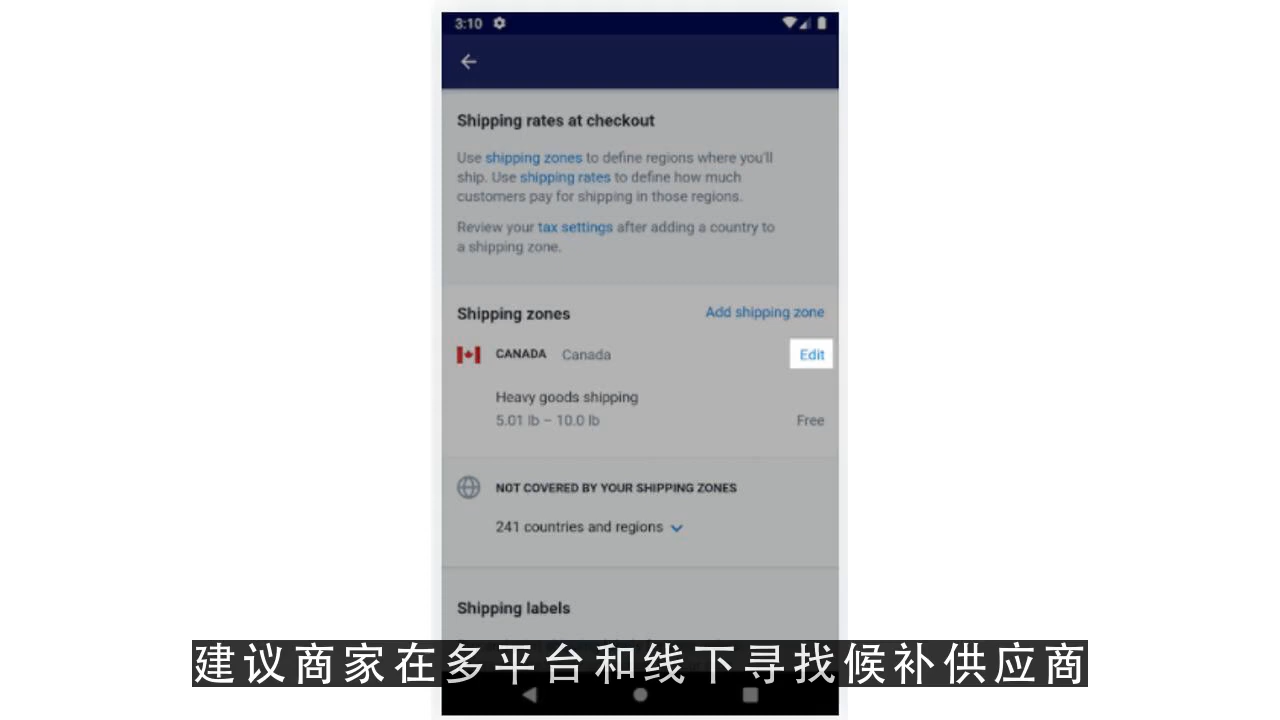 3:10
Shipping rates at checkout
Use shipping zones to define regions where you'll
ship. Use shipping rates to define how much
customers pay for shipping in those regions.
Review your tax settings after adding a country to
a shipping zone.
Shipping zones
Add shipping zone
CANADA Canada
Edit
Heavy goods shipping
5.01 lb – 10.0 lb
Free
NOT COVERED BY YOUR SHIPPING ZONES
241 countries and regions
Shipping labels
建议商家在多平台和线下寻找候补供应商